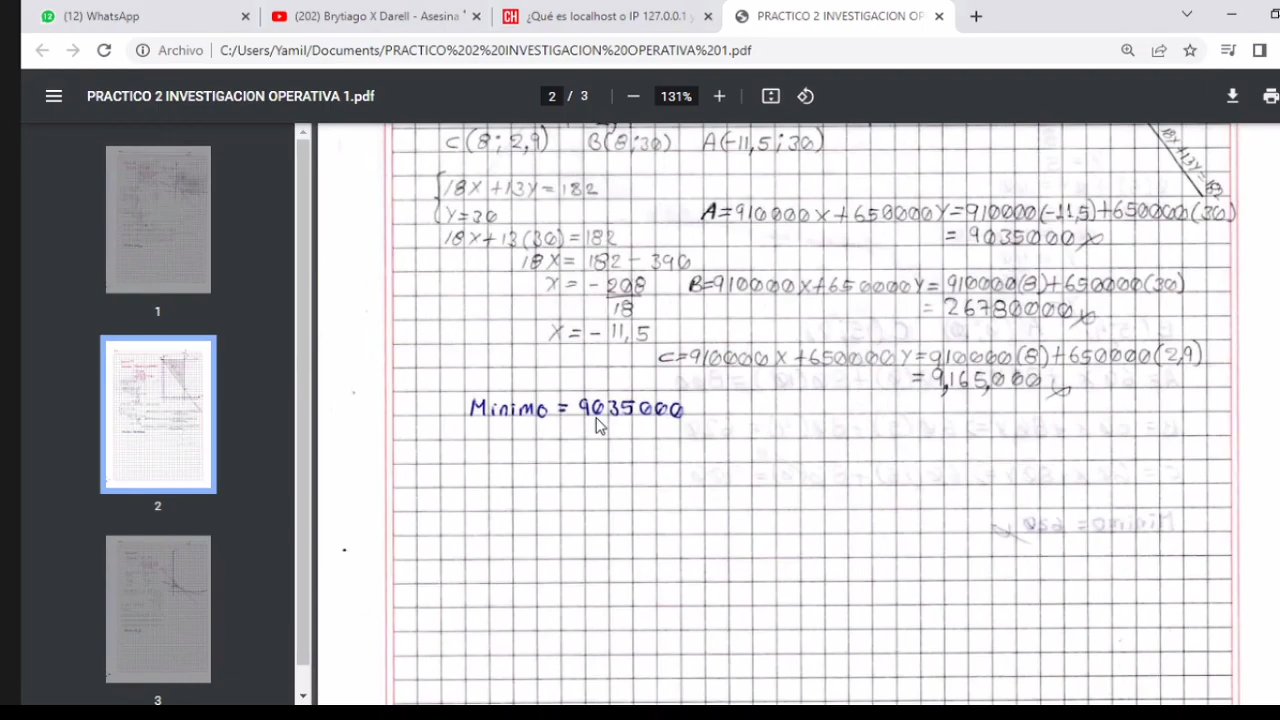 (12) WhatsApp
(202) Brytiago X Darell - Asesina
¿Qué es localhost o IP 127.0.0.1 y
PRACTICO 2 INVESTIGACION OP
Archivo
C:/Users/Yamil/Documents/PRACTICO%202%20INVESTIGACION%20OPERATIVA%201.pdf
PRACTICO 2 INVESTIGACION OPERATIVA 1.pdf
2 / 3
131%
1
2
3
C(8; 2,9) B(8;30) A(-11,5;30)
18X+13Y=182
Y=30
18X+13(30)=182
18X= 182 - 390
X= -208
18
X= -11,5
A=910000X+650000Y=910000(-11,5)+650000(30)
= 9035000
B=910000X+650000Y=910000(8)+650000(30)
= 26780000
C=910000X+650000Y=910000(8)+650000(2,9)
= 9,165,000
Minimo = 9035000